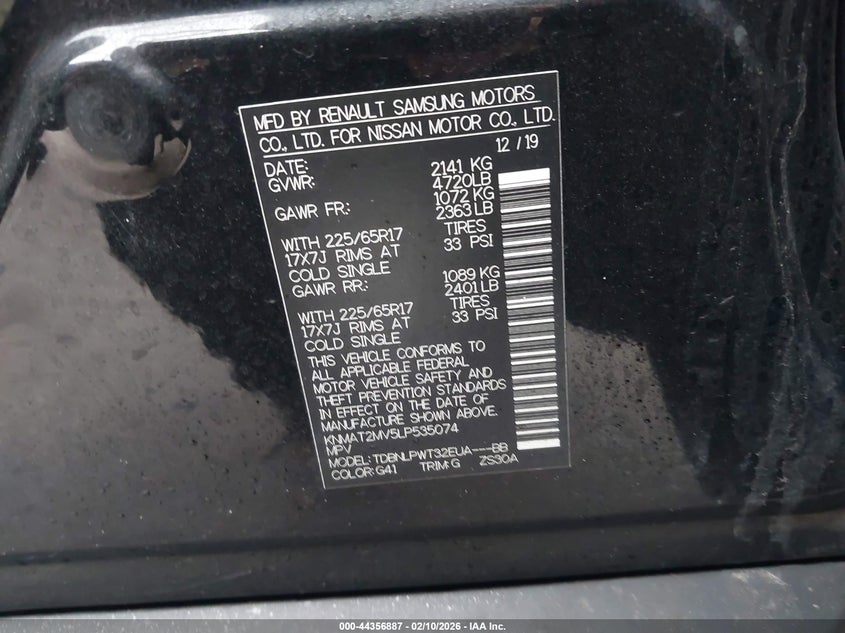 MFD BY RENAULT SAMSUNG MOTORS
CO., LTD. FOR NISSAN MOTOR CO., LTD.
DATE: 12 / 19
GVWR: 2141 KG
4720LB
GAWR FR.: 1072 KG
2363 LB
WITH 225/65R17 TIRES
17X7J RIMS AT 33 PSI
COLD SINGLE
GAWR RR.: 1089 KG
2401 LB
WITH 225/65R17 TIRES
17X7J RIMS AT 33 PSI
COLD SINGLE
THIS VEHICLE CONFORMS TO
ALL APPLICABLE FEDERAL
MOTOR VEHICLE SAFETY AND
THEFT PREVENTION STANDARDS
IN EFFECT ON THE DATE OF
MANUFACTURE SHOWN ABOVE.
KNMAT2MV5LP535074
MPV
MODEL: TDBNLPWT32EUA---BB
COLOR: G41 TRIM: G ZS30A
000-44356887 - 02/10/2026 - IAA Inc.